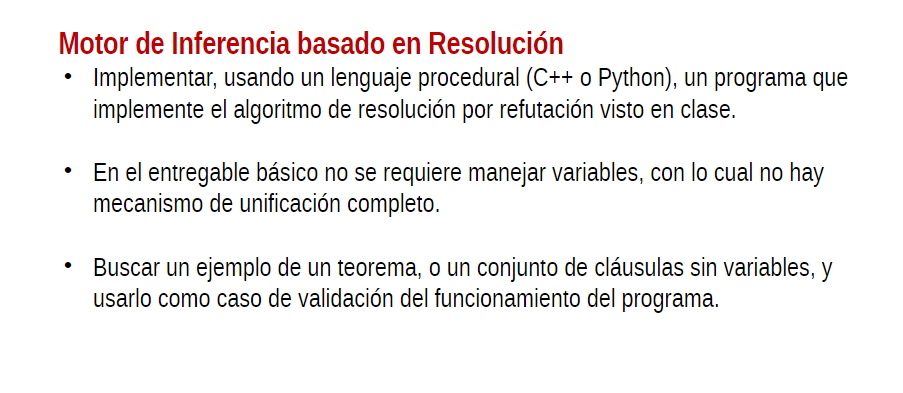 Motor de Inferencia basado en Resolución
• Implementar, usando un lenguaje procedural (C++ o Python), un programa que
implemente el algoritmo de resolución por refutación visto en clase.
• En el entregable básico no se requiere manejar variables, con lo cual no hay
mecanismo de unificación completo.
• Buscar un ejemplo de un teorema, o un conjunto de cláusulas sin variables, y
usarlo como caso de validación del funcionamiento del programa.